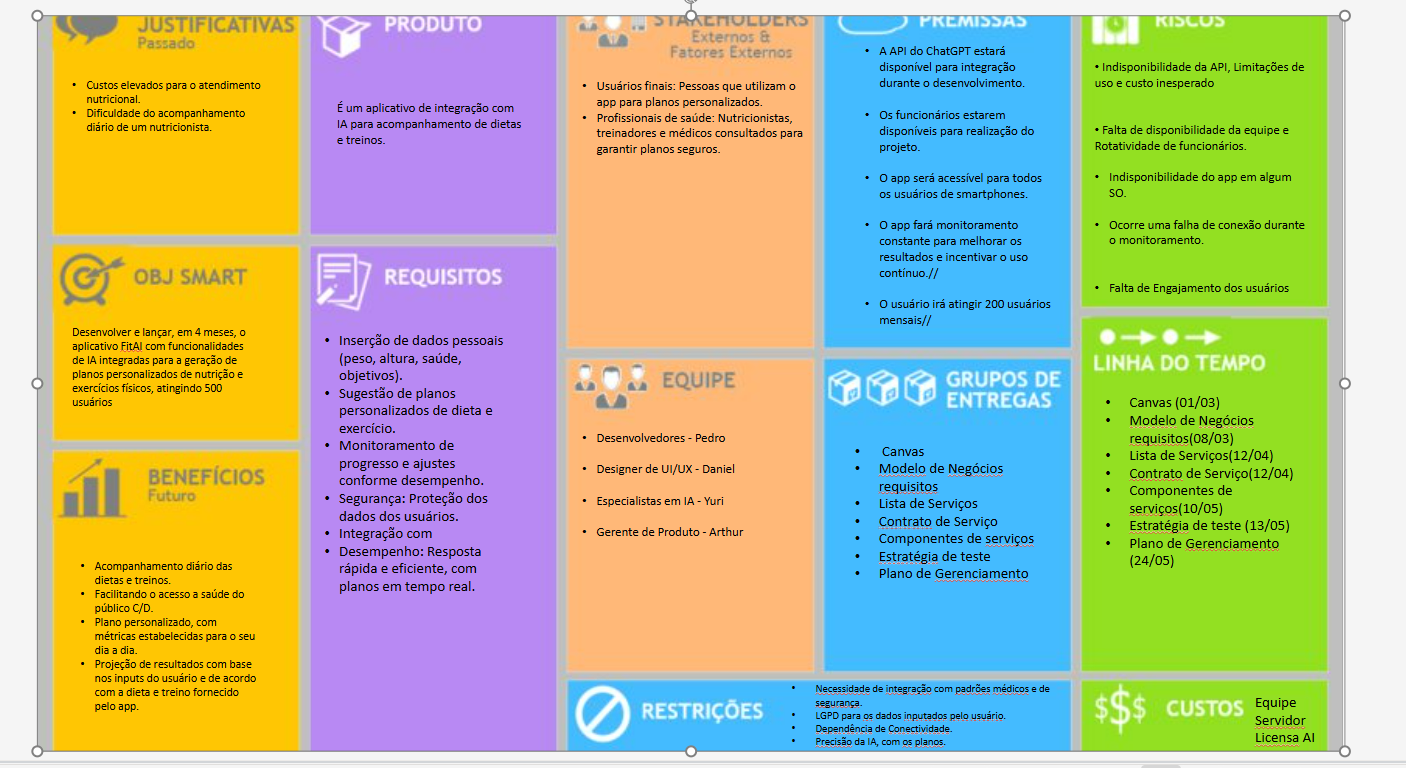 JUSTIFICATIVAS
Passado
• Custos elevados para o atendimento
nutricional.
• Dificuldade do acompanhamento
diário de um nutricionista.
OBJ SMART
Desenvolver e lançar, em 4 meses, o
aplicativo FitAI com funcionalidades
de IA integradas para a geração de
planos personalizados de nutrição e
exercícios físicos, atingindo 500
usuários
BENEFÍCIOS
Futuro
• Acompanhamento diário das
dietas e treinos.
• Facilitando o acesso a saúde do
público C/D.
• Plano personalizado, com
métricas estabelecidas para o seu
dia a dia.
• Projeção de resultados com base
nos inputs do usuário e de acordo
com a dieta e treino fornecido
pelo app.
PRODUTO
É um aplicativo de integração com
IA para acompanhamento de dietas
e treinos.
REQUISITOS
• Inserção de dados pessoais
(peso, altura, saúde,
objetivos).
• Sugestão de planos
personalizados de dieta e
exercício.
• Monitoramento de
progresso e ajustes
conforme desempenho.
• Segurança: Proteção dos
dados dos usuários.
• Integração com
• Desempenho: Resposta
rápida e eficiente, com
planos em tempo real.
STAKEHOLDERS
Externos &
Fatores Externos
• Usuários finais: Pessoas que utilizam o
app para planos personalizados.
• Profissionais de saúde: Nutricionistas,
treinadores e médicos consultados para
garantir planos seguros.
EQUIPE
• Desenvolvedores - Pedro
• Designer de UI/UX - Daniel
• Especialistas em IA - Yuri
• Gerente de Produto - Arthur
PREMISSAS
• A API do ChatGPT estará
disponível para integração
durante o desenvolvimento.
• Os funcionários estarem
disponíveis para realização do
projeto.
• O app será acessível para todos
os usuários de smartphones.
• O app fará monitoramento
constante para melhorar os
resultados e incentivar o uso
contínuo.//
• O usuário irá atingir 200 usuários
mensais//
GRUPOS DE
ENTREGAS
• Canvas
• Modelo de Negócios
requisitos
• Lista de Serviços
• Contrato de Serviço
• Componentes de serviços
• Estratégia de teste
• Plano de Gerenciamento
RISCOS
• Indisponibilidade da API, Limitações de
uso e custo inesperado
• Falta de disponibilidade da equipe e
Rotatividade de funcionários.
• Indisponibilidade do app em algum
SO.
• Ocorre uma falha de conexão durante
o monitoramento.
• Falta de Engajamento dos usuários
LINHA DO TEMPO
• Canvas (01/03)
• Modelo de Negócios
requisitos(08/03)
• Lista de Serviços(12/04)
• Contrato de Serviço(12/04)
• Componentes de
serviços(10/05)
• Estratégia de teste (13/05)
• Plano de Gerenciamento
(24/05)
RESTRIÇÕES
• Necessidade de integração com padrões médicos e de
segurança.
• LGPD para os dados inputados pelo usuário.
• Dependência de Conectividade.
• Precisão da IA, com os planos.
$$$ CUSTOS
Equipe
Servidor
Licensa AI